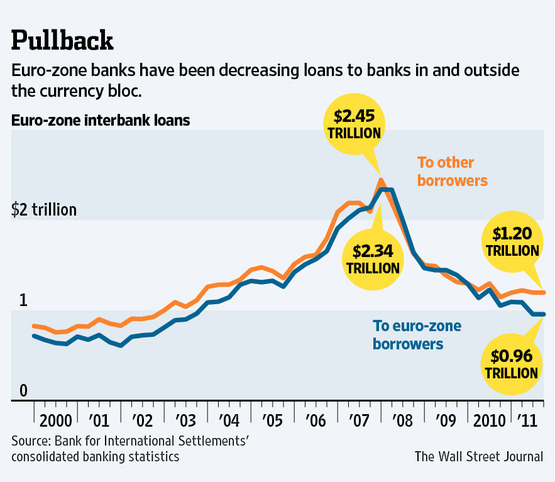 Pullback
Euro-zone banks have been decreasing loans to banks in and outside
the currency bloc.
Euro-zone interbank loans
$2.45
TRILLION
To other
borrowers
$2 trillion
$2.34
TRILLION
$1.20
TRILLION
1
To euro-zone
borrowers
$0.96
TRILLION
0
2000 '01 '02 '03 '04 '05 '06 '07 '08 '09 2010 '11
Source: Bank for International Settlements'
consolidated banking statistics
The Wall Street Journal